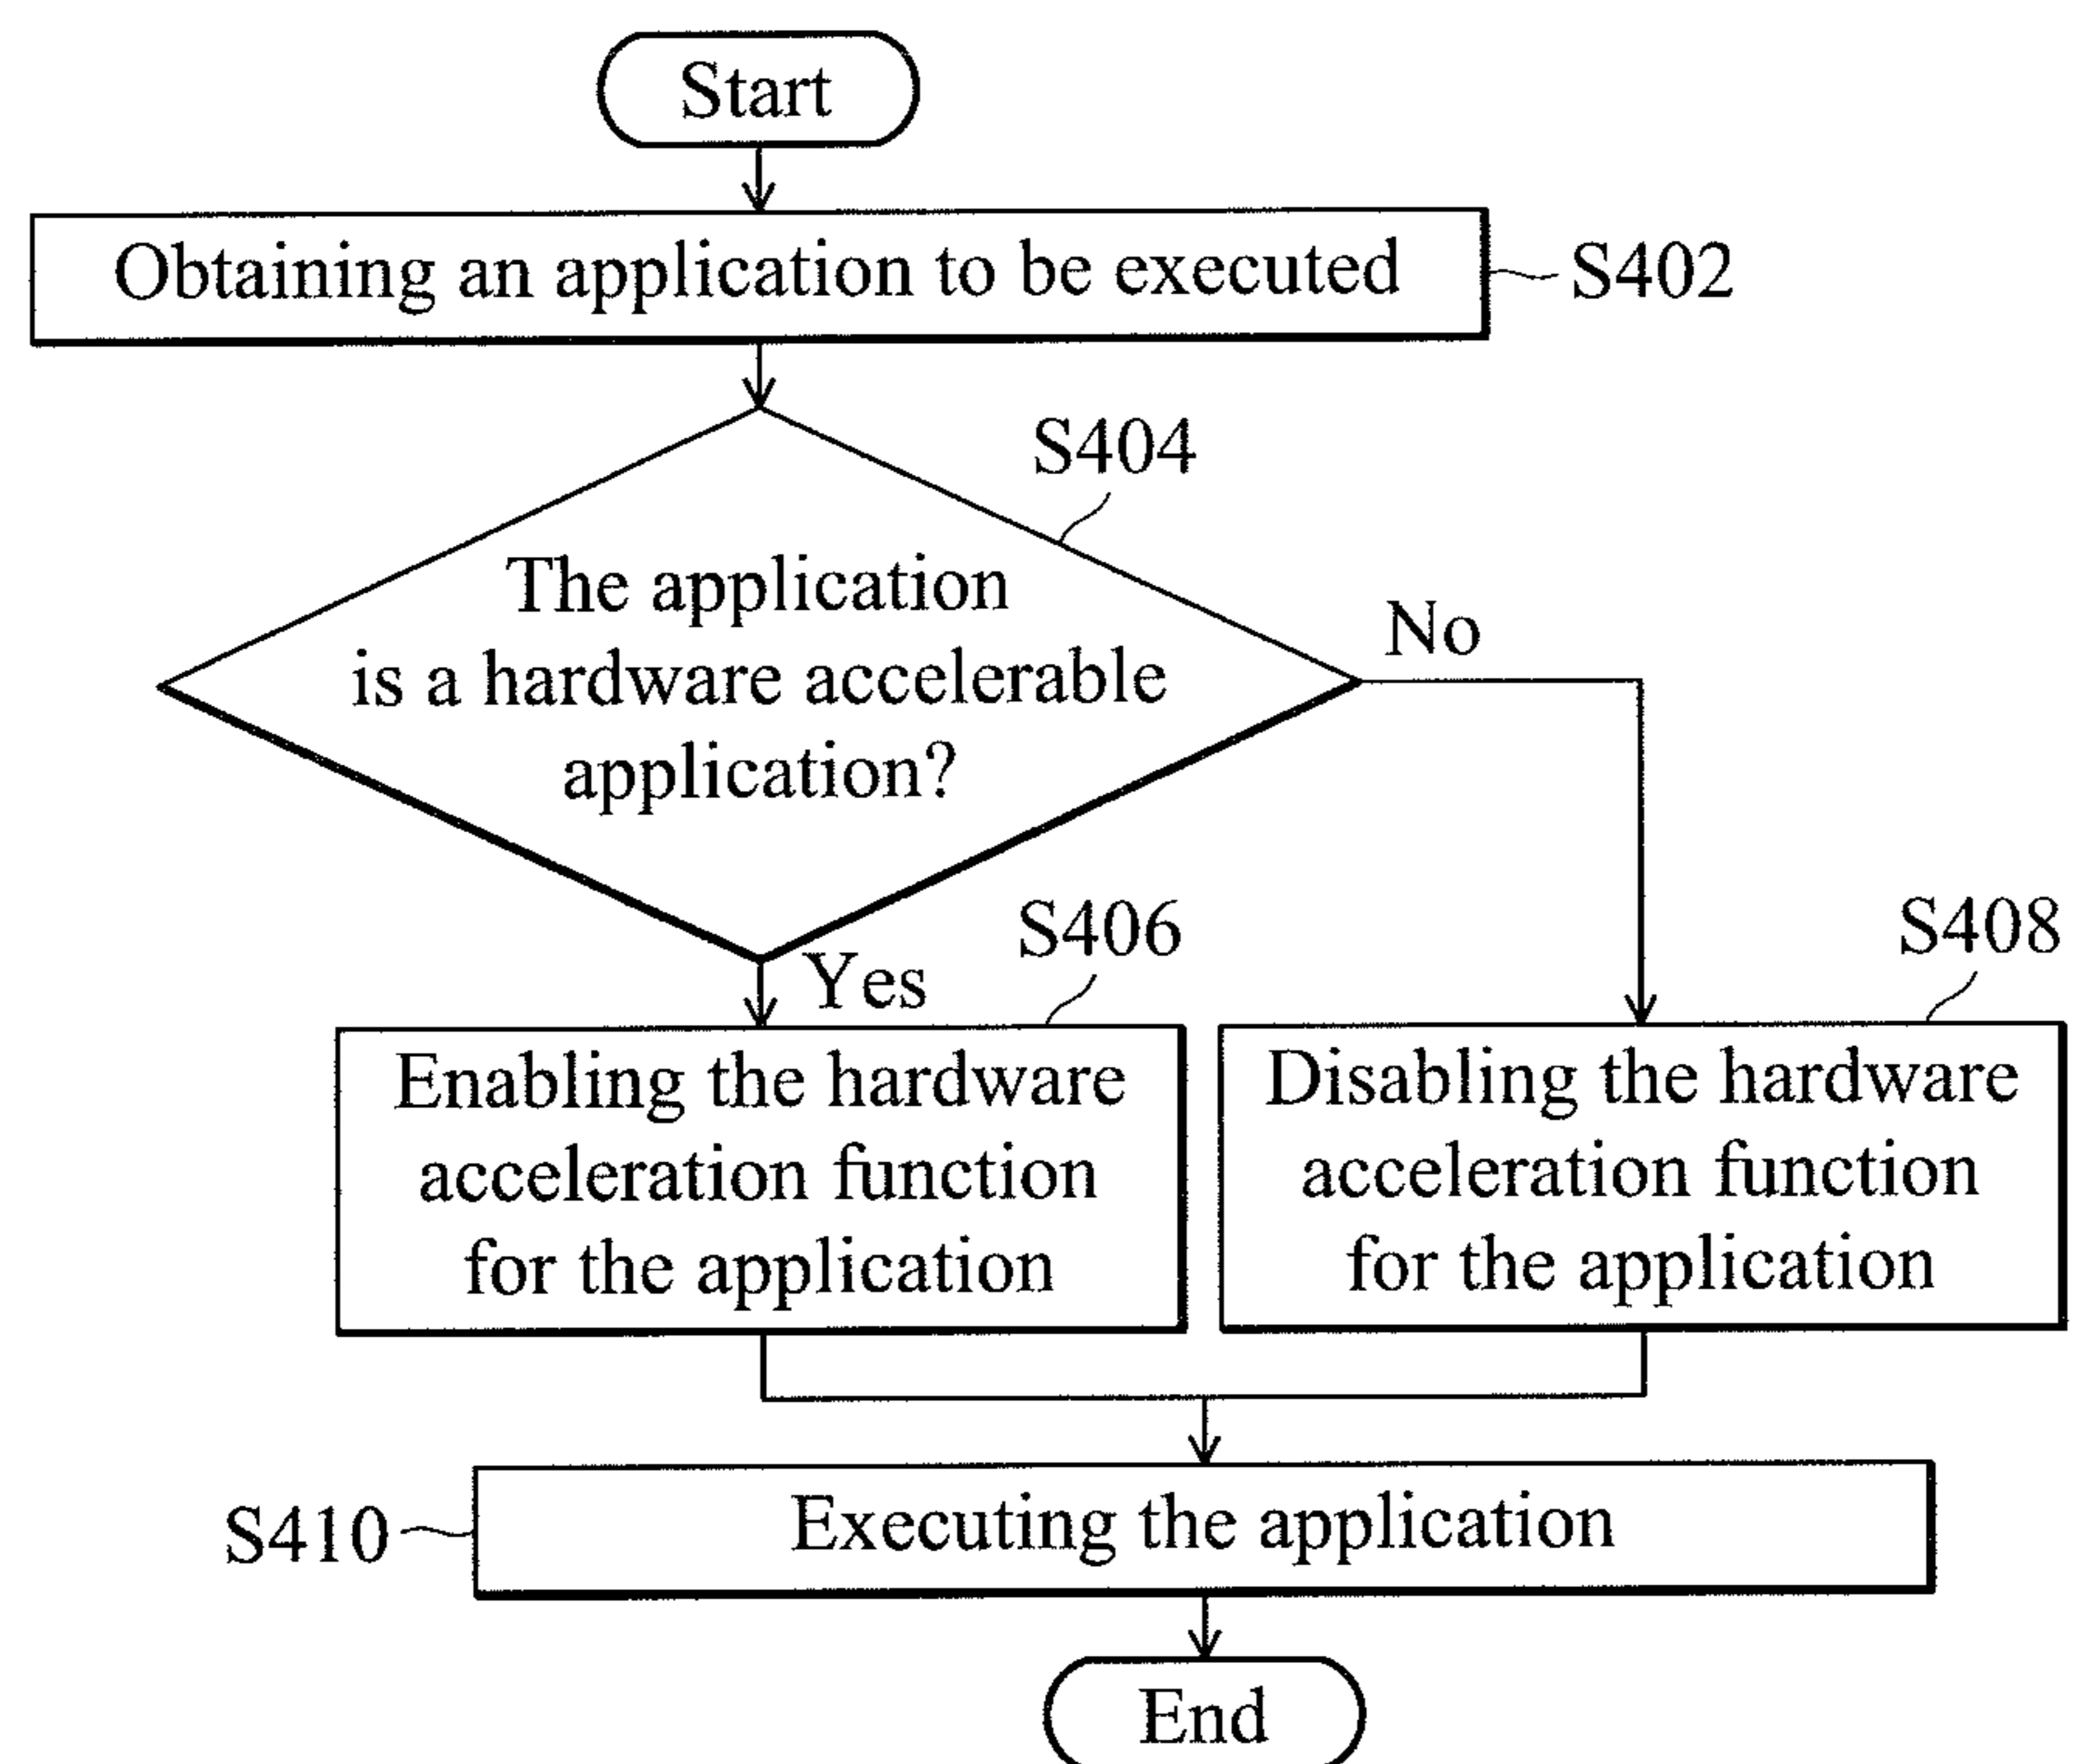 Start
Obtaining an application to be executed
S402
S404
The application
is a hardware accelerable
application?
No
Yes
S406
S408
Enabling the hardware
acceleration function
for the application
Disabling the hardware
acceleration function
for the application
S410
Executing the application
End